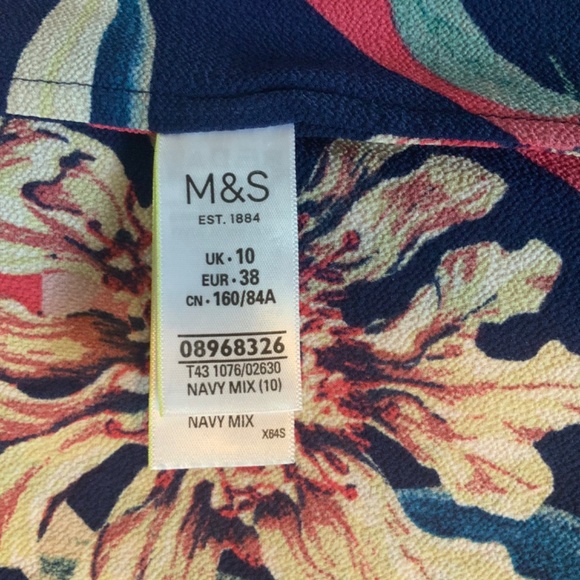 M&S
EST. 1884
UK • 10
EUR • 38
CN • 160/84A
08968326
T43 1076/02630
NAVY MIX (10)
NAVY MIX
X64S